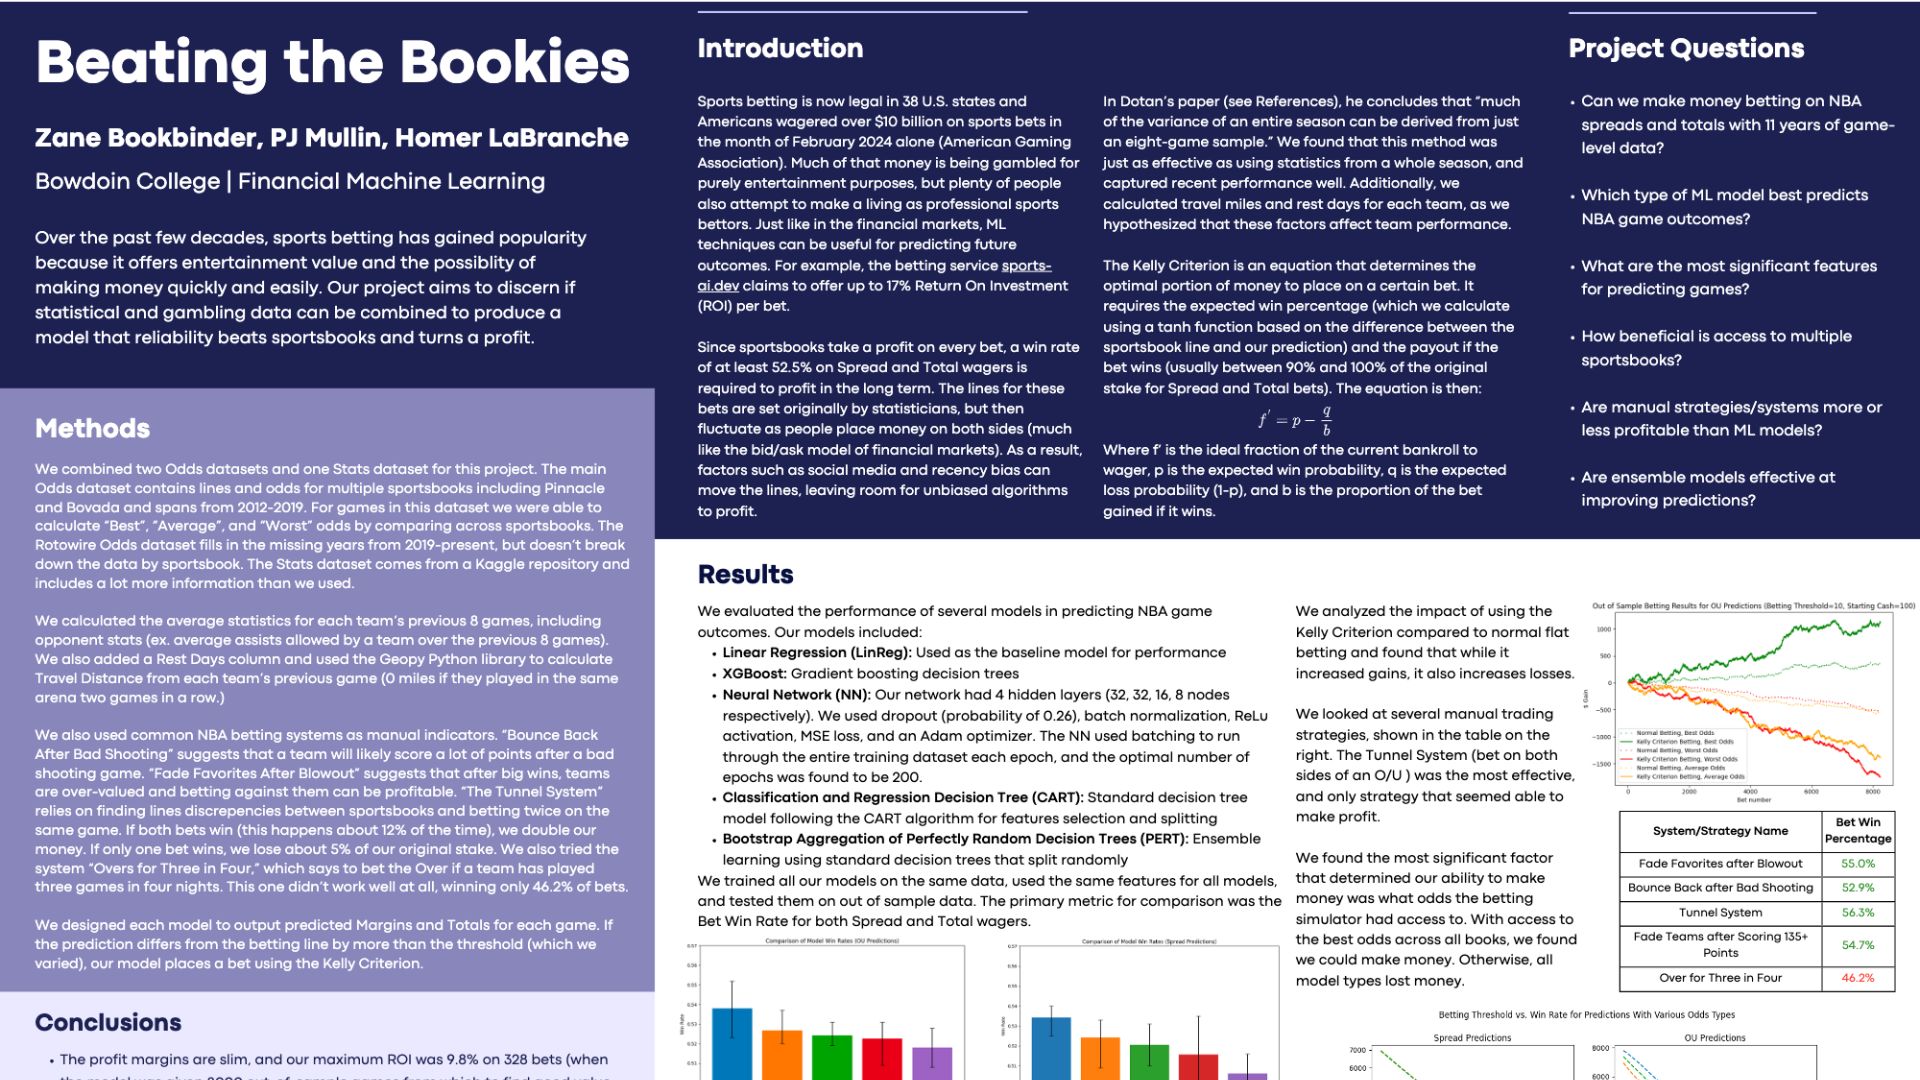 Beating the Bookies
Zane Bookbinder, PJ Mullin, Homer LaBranche
Bowdoin College | Financial Machine Learning
Over the past few decades, sports betting has gained popularity
because it offers entertainment value and the possiblity of
making money quickly and easily. Our project aims to discern if
statistical and gambling data can be combined to produce a
model that reliability beats sportsbooks and turns a profit.
Methods
We combined two Odds datasets and one Stats dataset for this project. The main
Odds dataset contains lines and odds for multiple sportsbooks including Pinnacle
and Bovada and spans from 2012-2019. For games in this dataset we were able to
calculate "Best", "Average", and "Worst" odds by comparing across sportsbooks. The
Rotowire Odds dataset fills in the missing years from 2019-present, but doesn't break
down the data by sportsbook. The Stats dataset comes from a Kaggle repository and
includes a lot more information than we used.
We calculated the average statistics for each team's previous 8 games, including
opponent stats (ex. average assists allowed by a team over the previous 8 games).
We also added a Rest Days column and used the Geopy Python library to calculate
Travel Distance from each team's previous game (0 miles if they played in the same
arena two games in a row.)
We also used common NBA betting systems as manual indicators. "Bounce Back
After Bad Shooting" suggests that a team will likely score a lot of points after a bad
shooting game. "Fade Favorites After Blowout" suggests that after big wins, teams
are over-valued and betting against them can be profitable. "The Tunnel System"
relies on finding lines discrepencies between sportsbooks and betting twice on the
same game. If both bets win (this happens about 12% of the time), we double our
money. If only one bet wins, we lose about 5% of our original stake. We also tried the
system "Overs for Three in Four," which says to bet the Over if a team has played
three games in four nights. This one didn't work well at all, winning only 46.2% of bets.
We designed each model to output predicted Margins and Totals for each game. If
the prediction differs from the betting line by more than the threshold (which we
varied), our model places a bet using the Kelly Criterion.
Conclusions
• The profit margins are slim, and our maximum ROI was 9.8% on 328 bets (when
Introduction
Sports betting is now legal in 38 U.S. states and
Americans wagered over $10 billion on sports bets in
the month of February 2024 alone (American Gaming
Association). Much of that money is being gambled for
purely entertainment purposes, but plenty of people
also attempt to make a living as professional sports
bettors. Just like in the financial markets, ML
techniques can be useful for predicting future
outcomes. For example, the betting service sports-
ai.dev claims to offer up to 17% Return On Investment
(ROI) per bet.
Since sportsbooks take a profit on every bet, a win rate
of at least 52.5% on Spread and Total wagers is
required to profit in the long term. The lines for these
bets are set originally by statisticians, but then
fluctuate as people place money on both sides (much
like the bid/ask model of financial markets). As a result,
factors such as social media and recency bias can
move the lines, leaving room for unbiased algorithms
to profit.
In Dotan's paper (see References), he concludes that "much
of the variance of an entire season can be derived from just
an eight-game sample." We found that this method was
just as effective as using statistics from a whole season, and
captured recent performance well. Additionally, we
calculated travel miles and rest days for each team, as we
hypothesized that these factors affect team performance.
The Kelly Criterion is an equation that determines the
optimal portion of money to place on a certain bet. It
requires the expected win percentage (which we calculate
using a tanh function based on the difference between the
sportsbook line and our prediction) and the payout if the
bet wins (usually between 90% and 100% of the original
stake for Spread and Total bets). The equation is then:
f' = p − q/b
Where f' is the ideal fraction of the current bankroll to
wager, p is the expected win probability, q is the expected
loss probability (1-p), and b is the proportion of the bet
gained if it wins.
Project Questions
• Can we make money betting on NBA
spreads and totals with 11 years of game-
level data?
• Which type of ML model best predicts
NBA game outcomes?
• What are the most significant features
for predicting games?
• How beneficial is access to multiple
sportsbooks?
• Are manual strategies/systems more or
less profitable than ML models?
• Are ensemble models effective at
improving predictions?
Results
We evaluated the performance of several models in predicting NBA game
outcomes. Our models included:
• Linear Regression (LinReg): Used as the baseline model for performance
• XGBoost: Gradient boosting decision trees
• Neural Network (NN): Our network had 4 hidden layers (32, 32, 16, 8 nodes
respectively). We used dropout (probability of 0.26), batch normalization, ReLu
activation, MSE loss, and an Adam optimizer. The NN used batching to run
through the entire training dataset each epoch, and the optimal number of
epochs was found to be 200.
• Classification and Regression Decision Tree (CART): Standard decision tree
model following the CART algorithm for features selection and splitting
• Bootstrap Aggregation of Perfectly Random Decision Trees (PERT): Ensemble
learning using standard decision trees that split randomly
We trained all our models on the same data, used the same features for all models,
and tested them on out of sample data. The primary metric for comparison was the
Bet Win Rate for both Spread and Total wagers.
Comparison of Model Win Rates (OU Predictions)
Win Rate
0.57
0.56
0.55
0.54
0.53
0.52
0.51
Comparison of Model Win Rates (Spread Predictions)
Win Rate
0.57
0.56
0.55
0.54
0.53
0.52
0.51
We analyzed the impact of using the
Kelly Criterion compared to normal flat
betting and found that while it
increased gains, it also increases losses.
We looked at several manual trading
strategies, shown in the table on the
right. The Tunnel System (bet on both
sides of an O/U ) was the most effective,
and only strategy that seemed able to
make profit.
We found the most significant factor
that determined our ability to make
money was what odds the betting
simulator had access to. With access to
the best odds across all books, we found
we could make money. Otherwise, all
model types lost money.
Out of Sample Betting Results for OU Predictions (Betting Threshold=10, Starting Cash=100)
$ Gain
1000
500
0
−500
−1000
−1500
Normal Betting, Best Odds
Kelly Criterion Betting, Best Odds
Normal Betting, Worst Odds
Kelly Criterion Betting, Worst Odds
Normal Betting, Average Odds
Kelly Criterion Betting, Average Odds
0 2000 4000 6000 8000
Bet number
System/Strategy Name Bet Win Percentage
Fade Favorites after Blowout 55.0%
Bounce Back after Bad Shooting 52.9%
Tunnel System 56.3%
Fade Teams after Scoring 135+ Points 54.7%
Over for Three in Four 46.2%
Betting Threshold vs. Win Rate for Predictions With Various Odds Types
Spread Predictions
7000
6000
OU Predictions
8000
6000